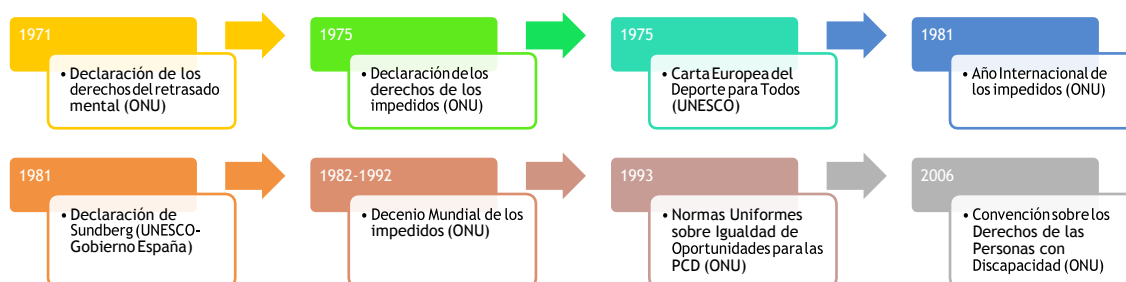 1971
• Declaración de los
derechos del retrasado
mental (ONU)
1975
• Declaración de los
derechos de los
impedidos (ONU)
1975
• Carta Europea del
Deporte para Todos
(UNESCO)
1981
• Año Internacional de
los impedidos (ONU)
1981
• Declaración de
Sundberg (UNESCO-
Gobierno España)
1982-1992
• Decenio Mundial de los
impedidos (ONU)
1993
• Normas Uniformes
sobre Igualdad de
Oportunidades para las
PCD (ONU)
2006
• Convención sobre los
Derechos de las
Personas con
Discapacidad (ONU)